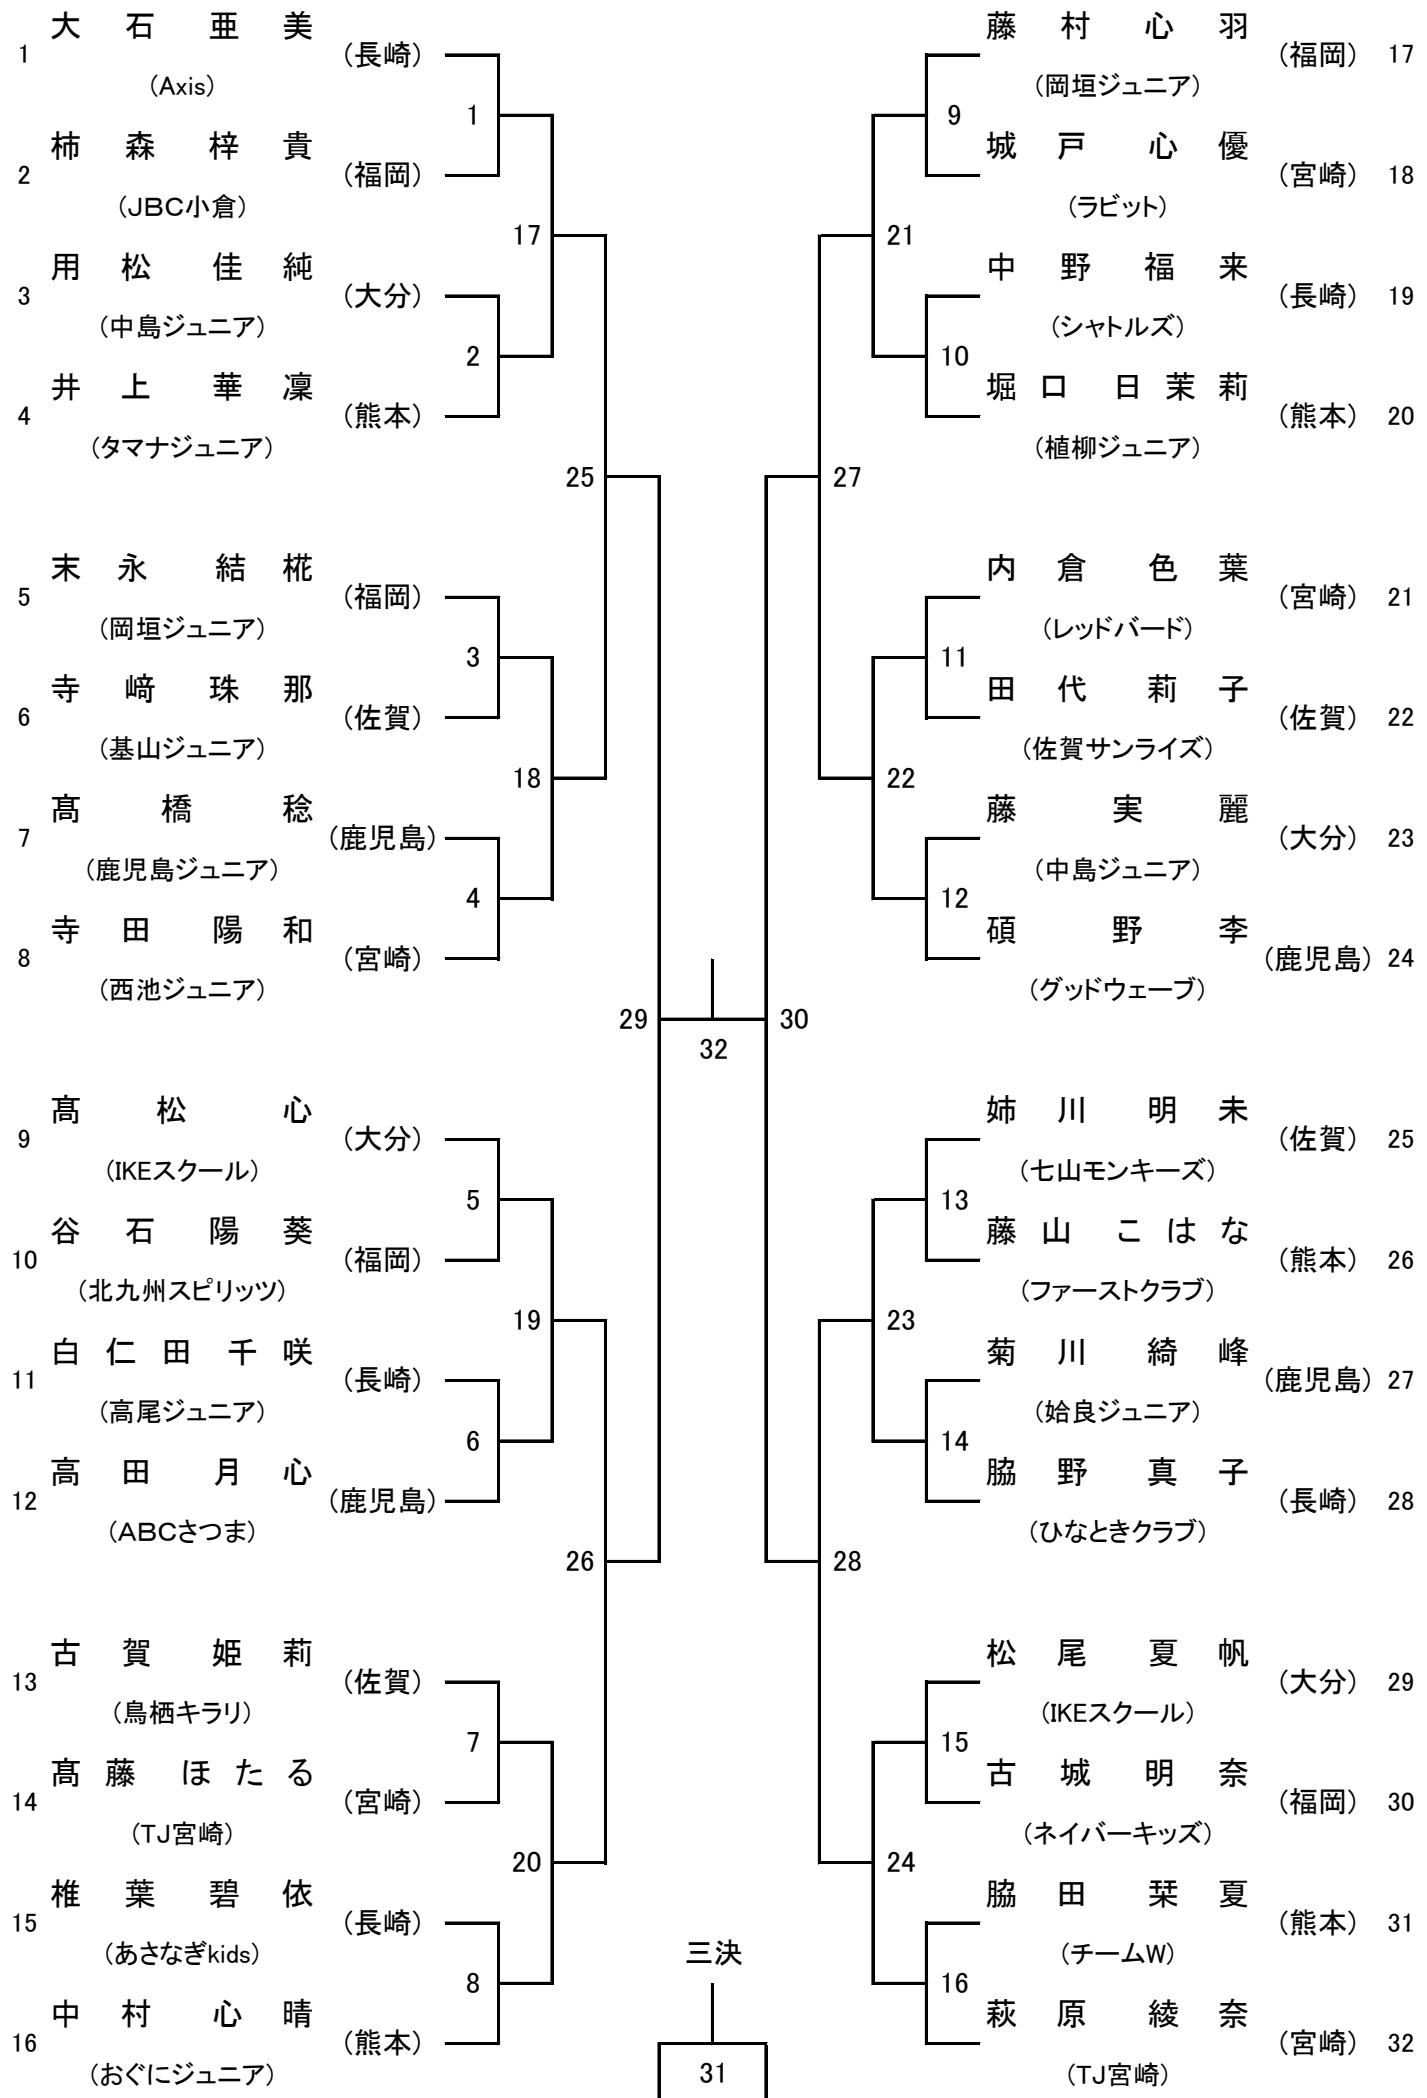 大石亜美
1 (長崎)
(Axis)
1
柿森梓貴
2 (福岡)
(JBC小倉)
17
用松佳純
3 (大分)
(中島ジュニア)
2
井上華凜
4 (熊本)
(タマナジュニア)
25
末永結椛
5 (福岡)
(岡垣ジュニア)
3
寺﨑珠那
6 (佐賀)
(基山ジュニア)
18
髙橋稔
7 (鹿児島)
(鹿児島ジュニア)
4
寺田陽和
8 (宮崎)
(西池ジュニア)
29
髙松心
9 (大分)
(IKEスクール)
5
谷石陽葵
10 (福岡)
(北九州スピリッツ)
19
白仁田千咲
11 (長崎)
(高尾ジュニア)
6
高田月心
12 (鹿児島)
(ABCさつま)
26
古賀姫莉
13 (佐賀)
(鳥栖キラリ)
7
髙藤ほたる
14 (宮崎)
(TJ宮崎)
20
椎葉碧依
15 (長崎)
(あさなぎkids)
8
中村心晴
16 (熊本)
(おぐにジュニア)
32
三決
31
藤村心羽
(福岡) 17
(岡垣ジュニア)
9
城戸心優
(宮崎) 18
(ラビット)
21
中野福来
(長崎) 19
(シャトルズ)
10
堀口日茉莉
(熊本) 20
(植柳ジュニア)
27
内倉色葉
(宮崎) 21
(レッドバード)
11
田代莉子
(佐賀) 22
(佐賀サンライズ)
22
藤実麗
(大分) 23
(中島ジュニア)
12
碩野李
(鹿児島) 24
(グッドウェーブ)
30
姉川明未
(佐賀) 25
(七山モンキーズ)
13
藤山こはな
(熊本) 26
(ファーストクラブ)
23
菊川綺峰
(鹿児島) 27
(姶良ジュニア)
14
脇野真子
(長崎) 28
(ひなときクラブ)
28
松尾夏帆
(大分) 29
(IKEスクール)
15
古城明奈
(福岡) 30
(ネイバーキッズ)
24
脇田栞夏
(熊本) 31
(チームW)
16
萩原綾奈
(宮崎) 32
(TJ宮崎)